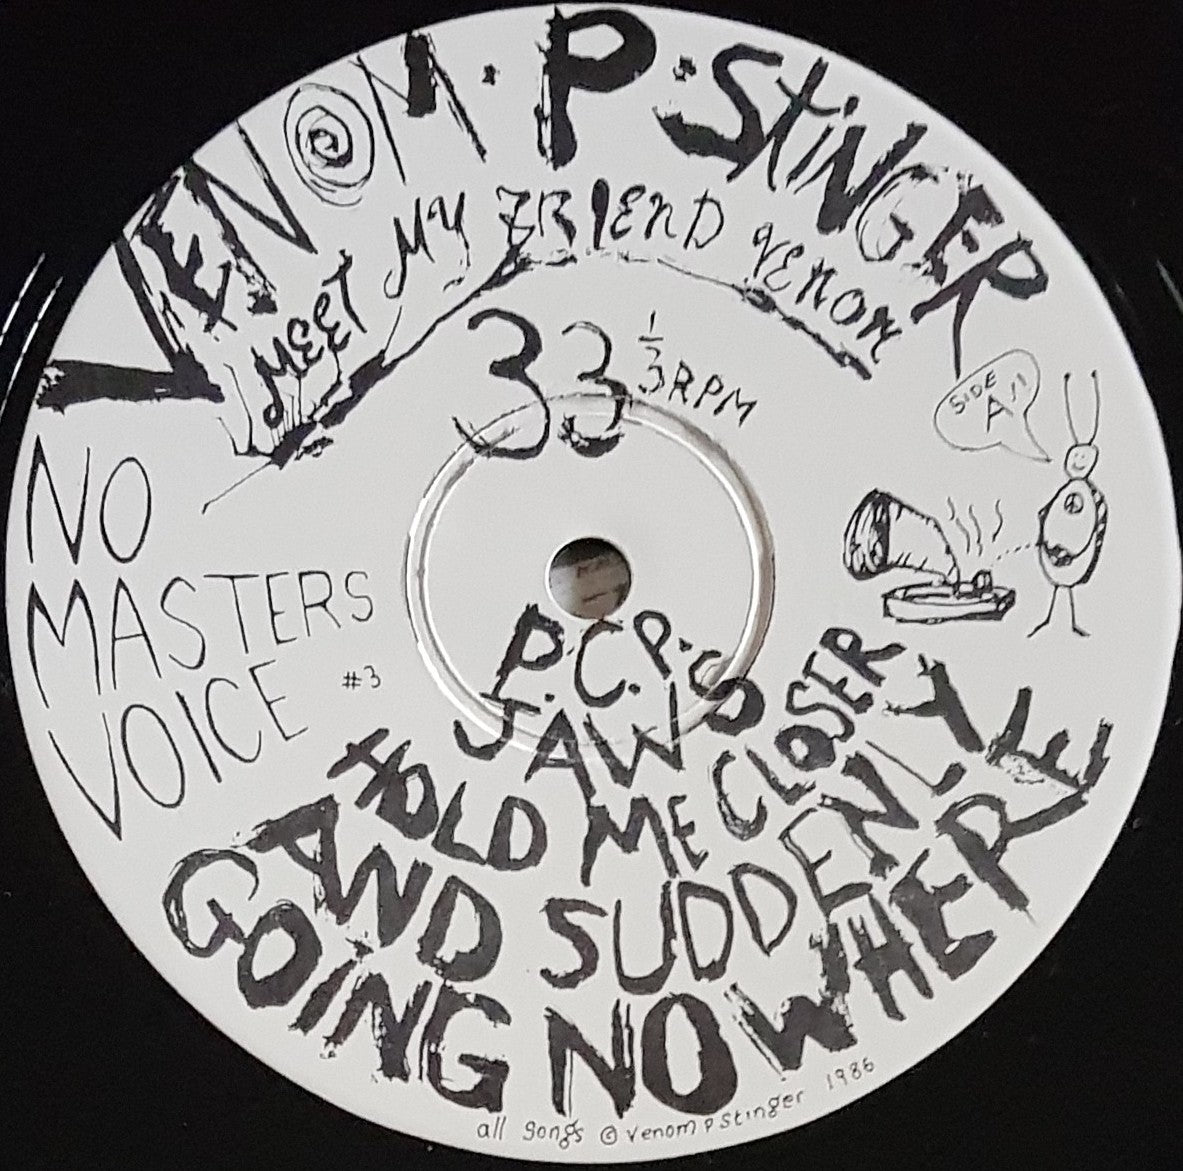 VENOM · P · STINGER
MEET MY FRIEND VENOM
33 1/3 RPM
SIDE
A!!
NO
MASTERS
VOICE #3
P.C.P.'S
JAWS
HOLD ME CLOSER
AND SUDDENLY
GOING NOWHERE
all songs © venom p stinger 1986